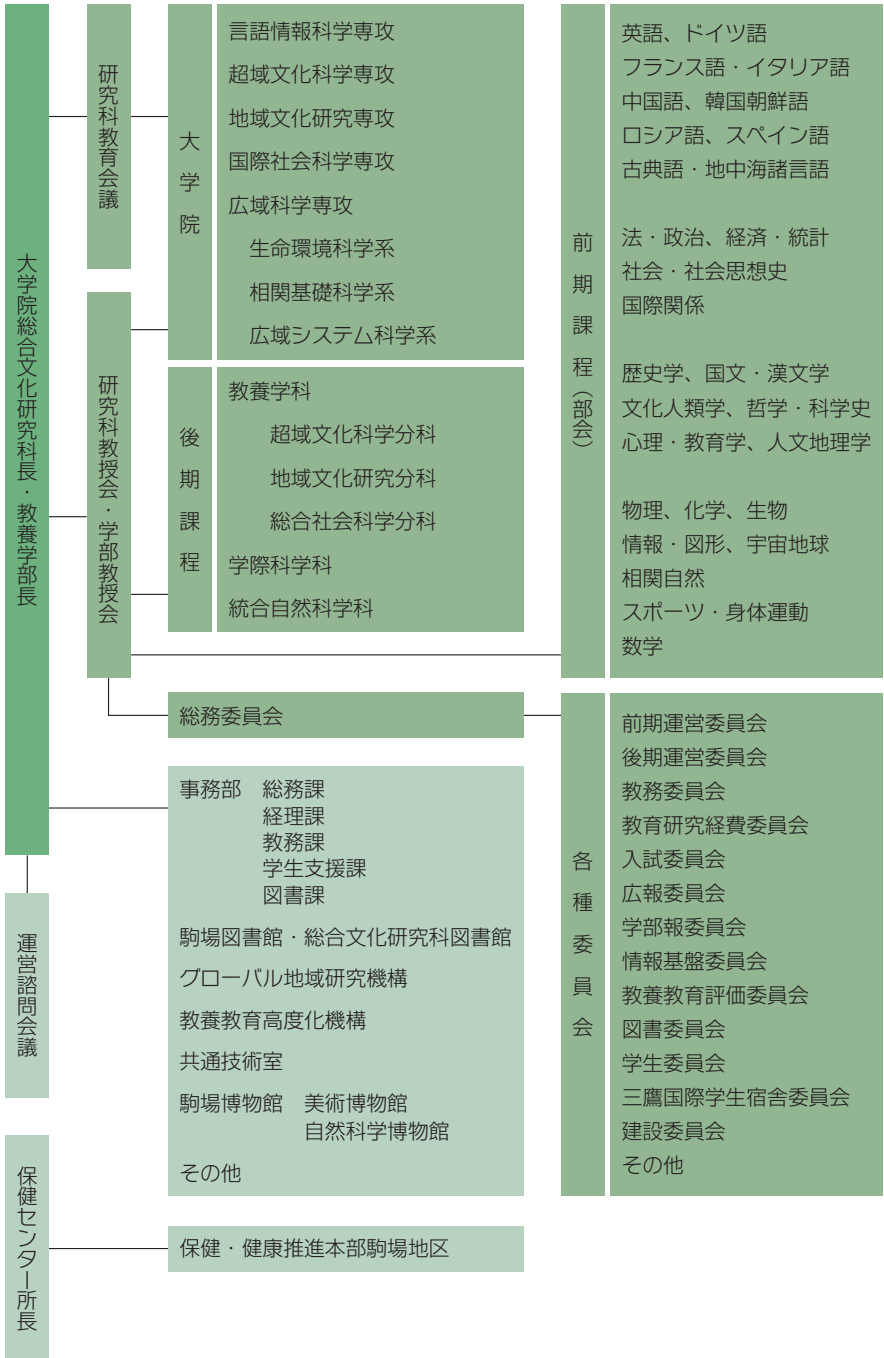 大学院総合文化研究科長・教養学部長
研究科教育会議
大学院
言語情報科学専攻
超域文化科学専攻
地域文化研究専攻
国際社会科学専攻
広域科学専攻
生命環境科学系
相関基礎科学系
広域システム科学系
研究科教授会・学部教授会
後期課程
教養学科
超域文化科学分科
地域文化研究分科
総合社会科学分科
学際科学科
統合自然科学科
前期課程(部会)
英語、ドイツ語
フランス語・イタリア語
中国語、韓国朝鮮語
ロシア語、スペイン語
古典語・地中海諸言語
法・政治、経済・統計
社会・社会思想史
国際関係
歴史学、国文・漢文学
文化人類学、哲学・科学史
心理・教育学、人文地理学
物理、化学、生物
情報・図形、宇宙地球
相関自然
スポーツ・身体運動
数学
総務委員会
各種委員会
前期運営委員会
後期運営委員会
教務委員会
教育研究経費委員会
入試委員会
広報委員会
学部報委員会
情報基盤委員会
教養教育評価委員会
図書委員会
学生委員会
三鷹国際学生宿舎委員会
建設委員会
その他
事務部 総務課
経理課
教務課
学生支援課
図書課
駒場図書館・総合文化研究科図書館
グローバル地域研究機構
教養教育高度化機構
共通技術室
駒場博物館 美術博物館
自然科学博物館
その他
運営諮問会議
保健センター所長
保健・健康推進本部駒場地区